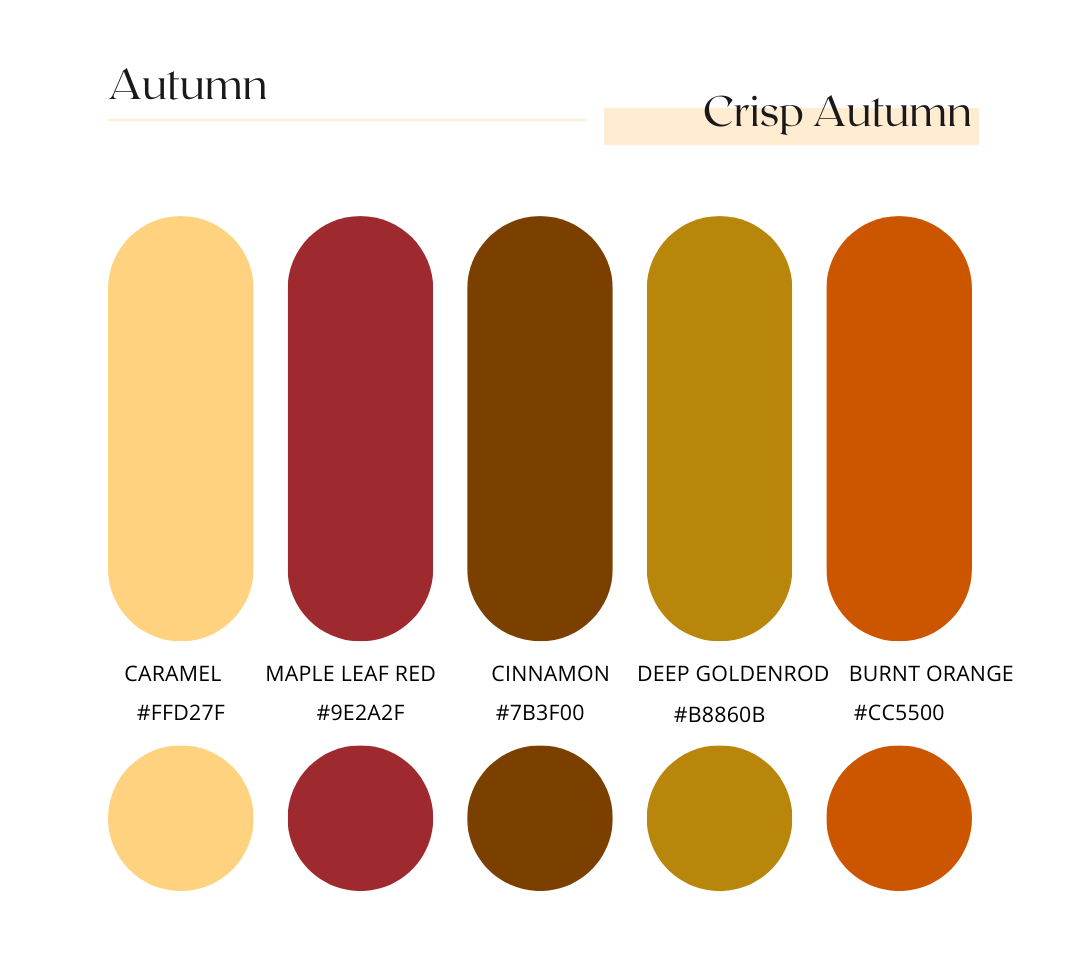 Autumn
Crisp Autumn
CARAMEL
MAPLE LEAF RED
CINNAMON
DEEP GOLDENROD
BURNT ORANGE
#FFD27F
#9E2A2F
#7B3F00
#B8860B
#CC5500